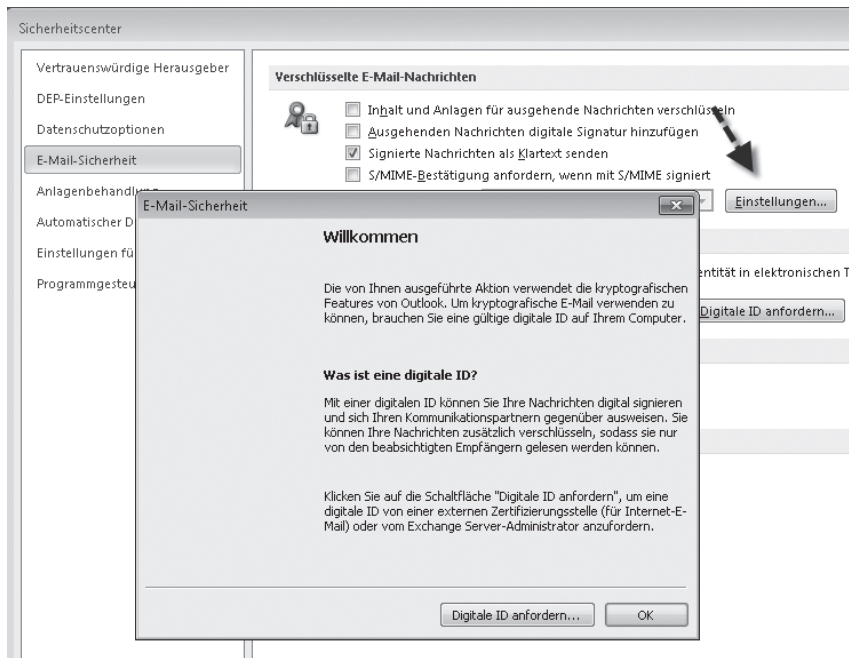 Sicherheitscenter
Vertrauenswürdige Herausgeber
DEP-Einstellungen
Datenschutzoptionen
E-Mail-Sicherheit
Anlagenbehandlung
Automatischer D
Einstellungen fü
Programmgesteu
Verschlüsselte E-Mail-Nachrichten
Inhalt und Anlagen für ausgehende Nachrichten verschlüsseln
Ausgehenden Nachrichten digitale Signatur hinzufügen
Signierte Nachrichten als Klartext senden
S/MIME-Bestätigung anfordern, wenn mit S/MIME signiert
Einstellungen...
entität in elektronischen T
Digitale ID anfordern...
E-Mail-Sicherheit
Willkommen
Die von Ihnen ausgeführte Aktion verwendet die kryptografischen
Features von Outlook. Um kryptografische E-Mail verwenden zu
können, brauchen Sie eine gültige digitale ID auf Ihrem Computer.
Was ist eine digitale ID?
Mit einer digitalen ID können Sie Ihre Nachrichten digital signieren
und sich Ihren Kommunikationspartnern gegenüber ausweisen. Sie
können Ihre Nachrichten zusätzlich verschlüsseln, sodass sie nur
von den beabsichtigten Empfängern gelesen werden können.
Klicken Sie auf die Schaltfläche "Digitale ID anfordern", um eine
digitale ID von einer externen Zertifizierungsstelle (für Internet-E-
Mail) oder vom Exchange Server-Administrator anzufordern.
Digitale ID anfordern...
OK